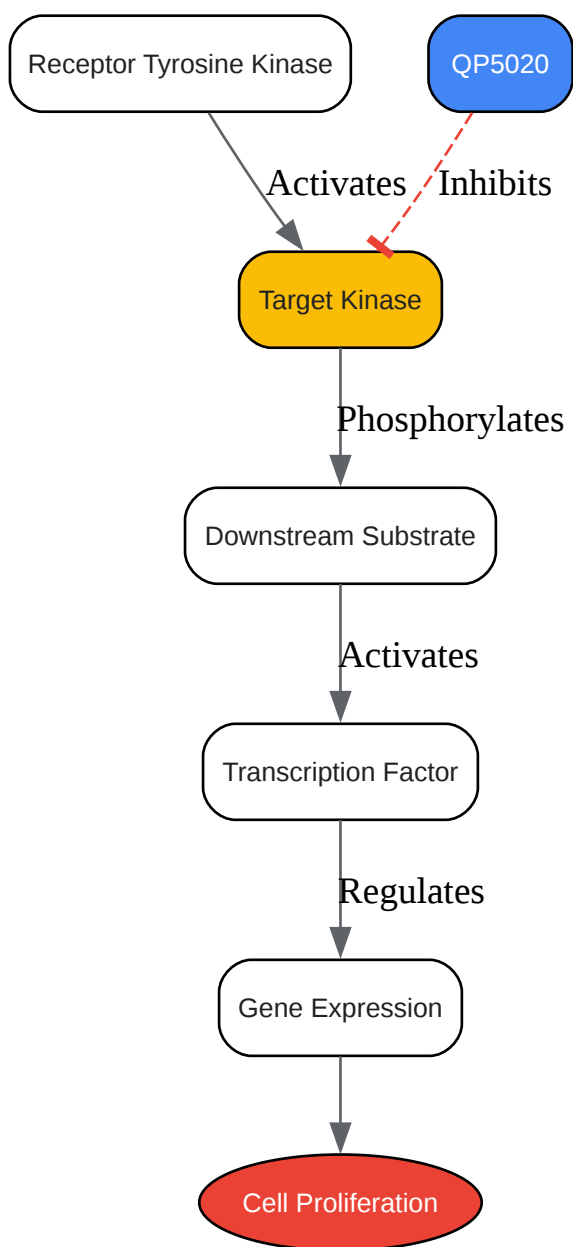 Receptor Tyrosine Kinase
QP5020
Activates
Inhibits
Target Kinase
Phosphorylates
Downstream Substrate
Activates
Transcription Factor
Regulates
Gene Expression
Cell Proliferation